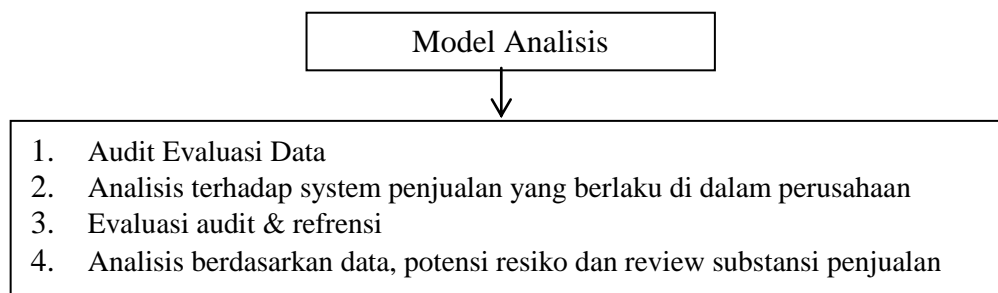 Model Analisis
1. Audit Evaluasi Data
2. Analisis terhadap system penjualan yang berlaku di dalam perusahaan
3. Evaluasi audit & refrensi
4. Analisis berdasarkan data, potensi resiko dan review substansi penjualan